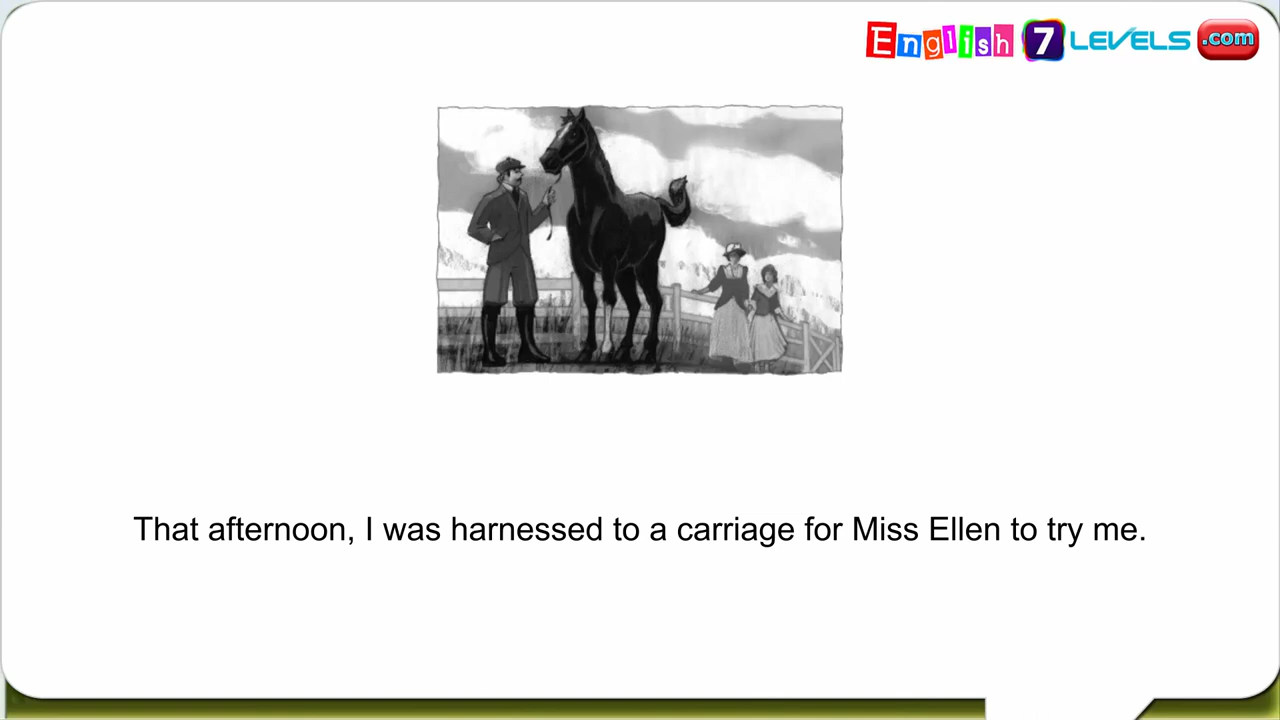 English 7 LEVELS .com
That afternoon, I was harnessed to a carriage for Miss Ellen to try me.